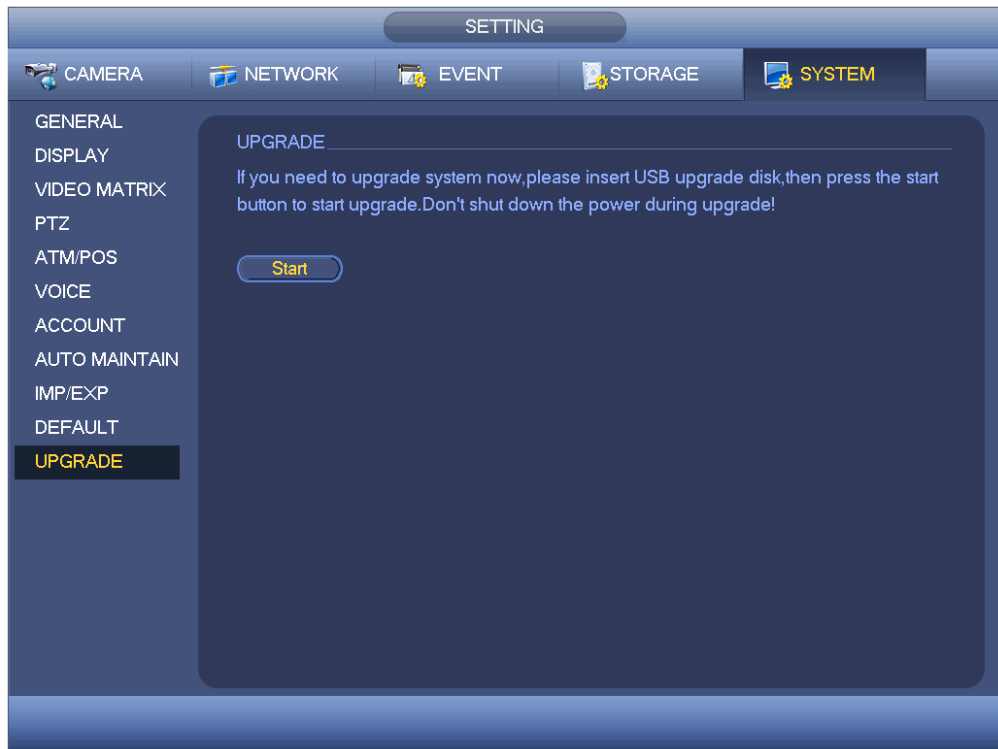 SETTING
CAMERA
NETWORK
EVENT
STORAGE
SYSTEM
GENERAL
DISPLAY
VIDEO MATRIX
PTZ
ATM/POS
VOICE
ACCOUNT
AUTO MAINTAIN
IMP/EXP
DEFAULT
UPGRADE
UPGRADE
If you need to upgrade system now,please insert USB upgrade disk,then press the start
button to start upgrade.Don't shut down the power during upgrade!
Start